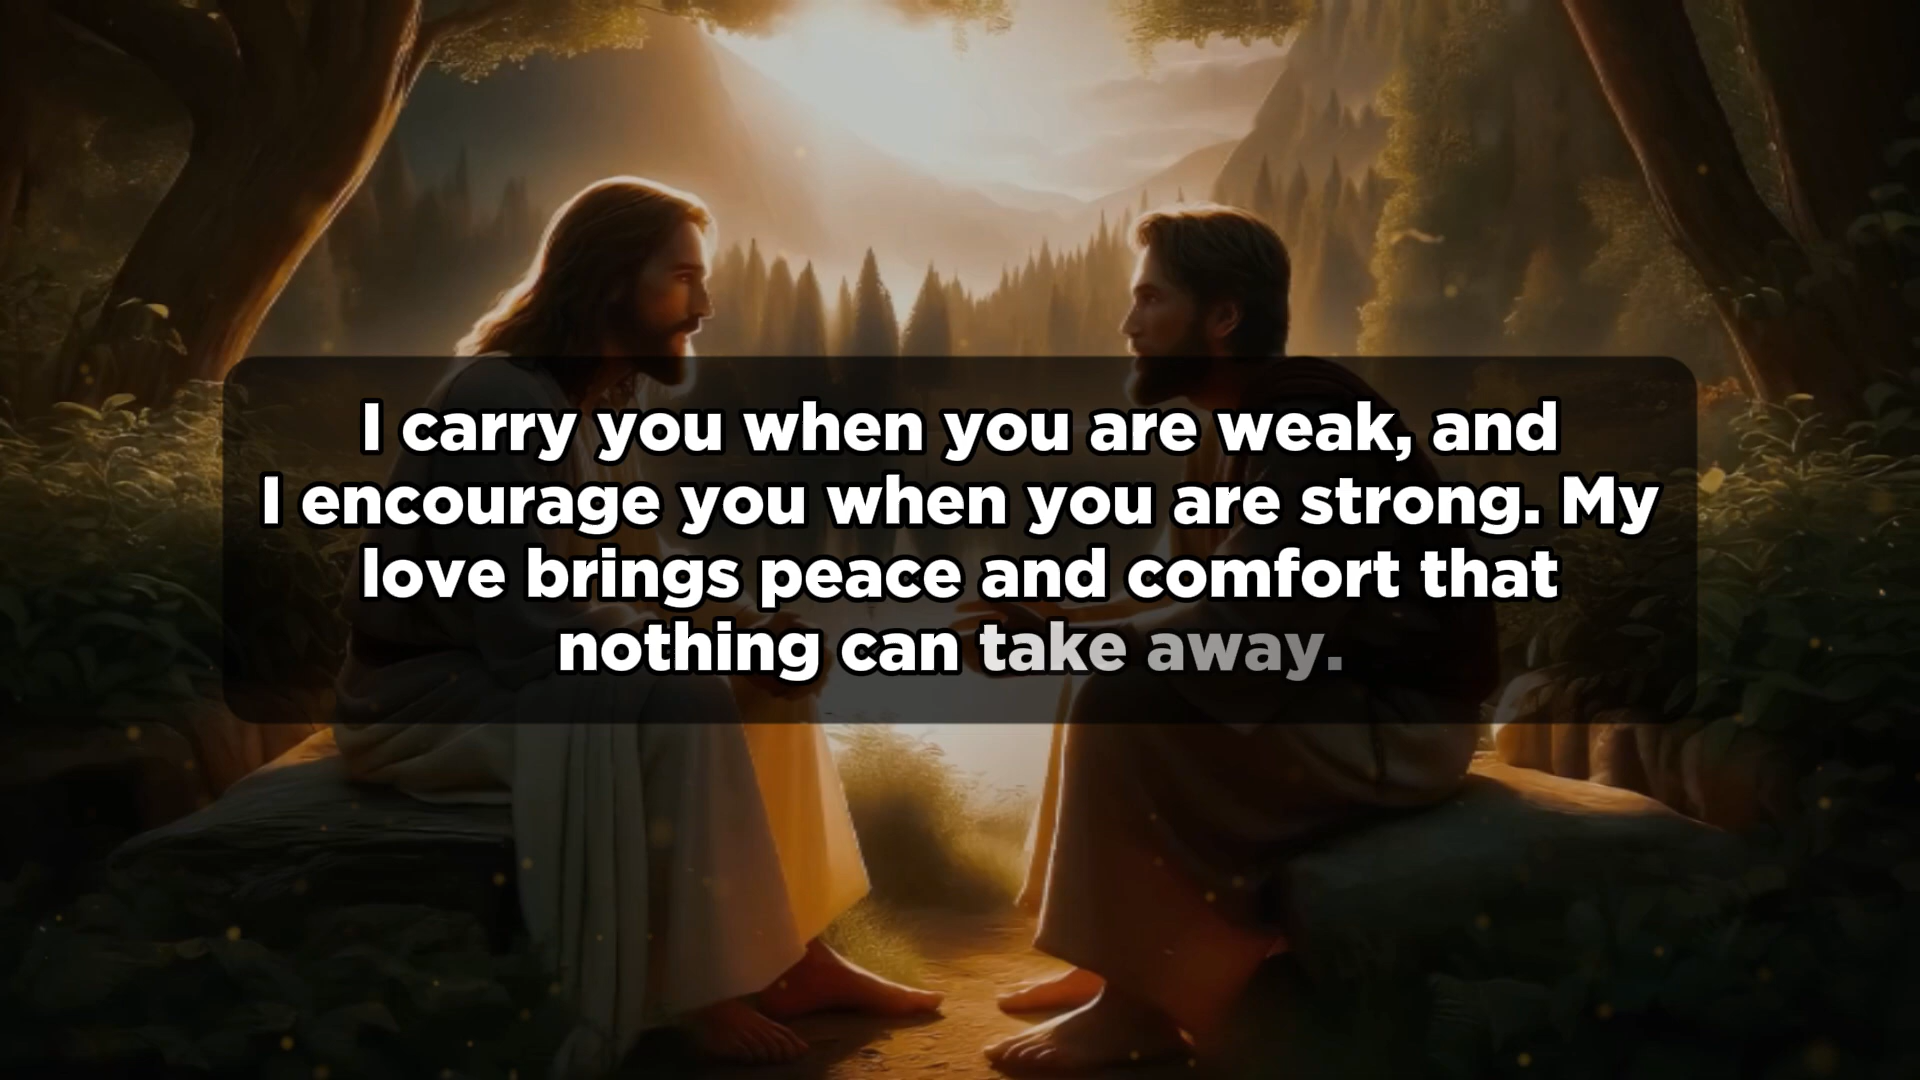 I carry you when you are weak, and
I encourage you when you are strong. My
love brings peace and comfort that
nothing can take away.